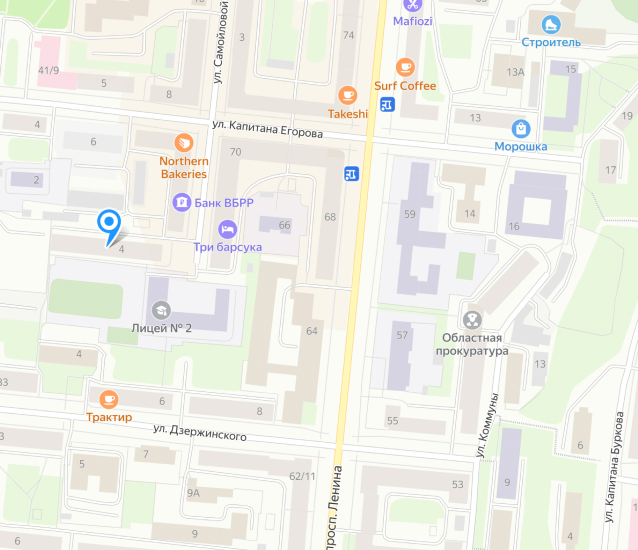 Mafiozi
74
3
Строитель
ул. Самойловой
41/9
5
8
Surf Coffee
13А
15
Takeshi
4
6
ул. Капитана Егорова
13
19
Морошка
70
Northern
Bakeries
17
2
Банк ВБРР
66
68
59
14
16
4
Три барсука
Лицей № 2
64
57
Областная
прокуратура
13
4
33
6
8
Трактир
55
ул. Дзержинского
ул. Коммуны
6
ул. Капитана Буркова
5
7
62/11
просп. Ленина
53
9
9А
9
4